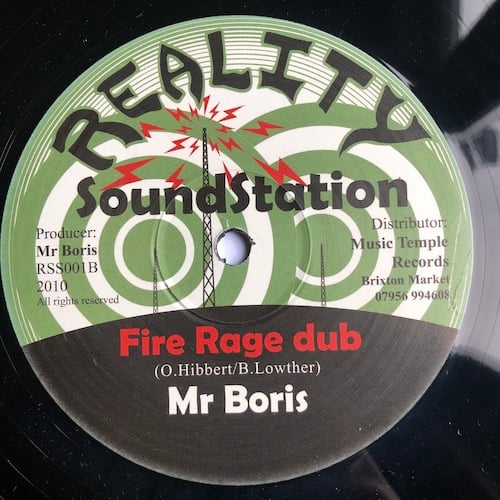 REALITY
SoundStation
Producer:
Mr Boris
RSS001B
2010
All rights reserved
Distributor:
Music Temple
Records
Brixton Market
07956 994608
Fire Rage dub
(O.Hibbert/B.Lowther)
Mr Boris